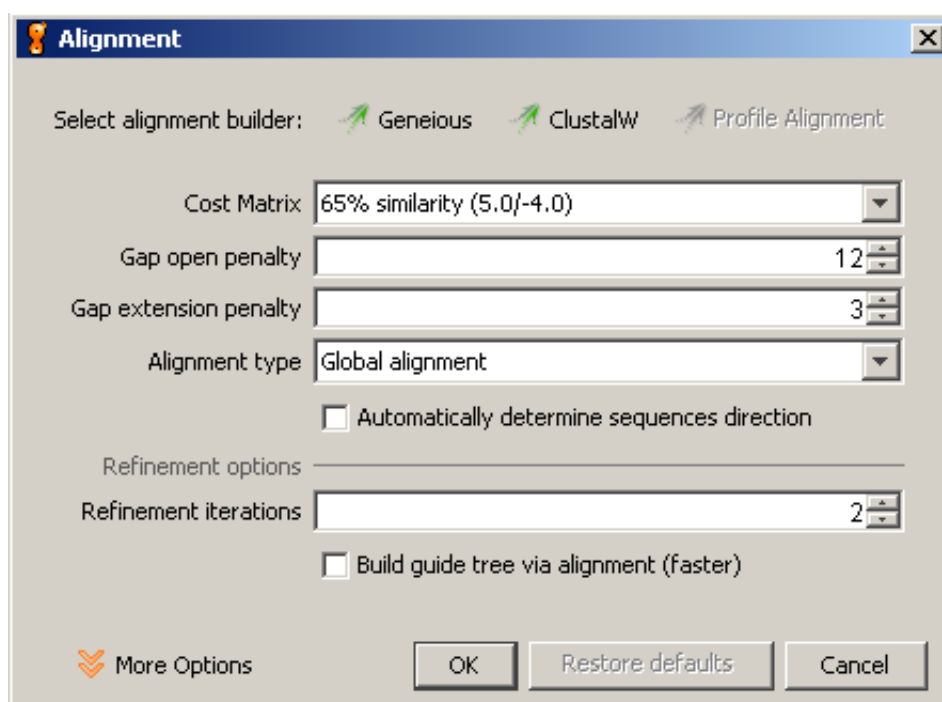 Alignment
Select alignment builder: Geneious ClustalW Profile Alignment
Cost Matrix 65% similarity (5.0/-4.0)
Gap open penalty 12
Gap extension penalty 3
Alignment type Global alignment
Automatically determine sequences direction
Refinement options
Refinement iterations 2
Build guide tree via alignment (faster)
More Options OK Restore defaults Cancel